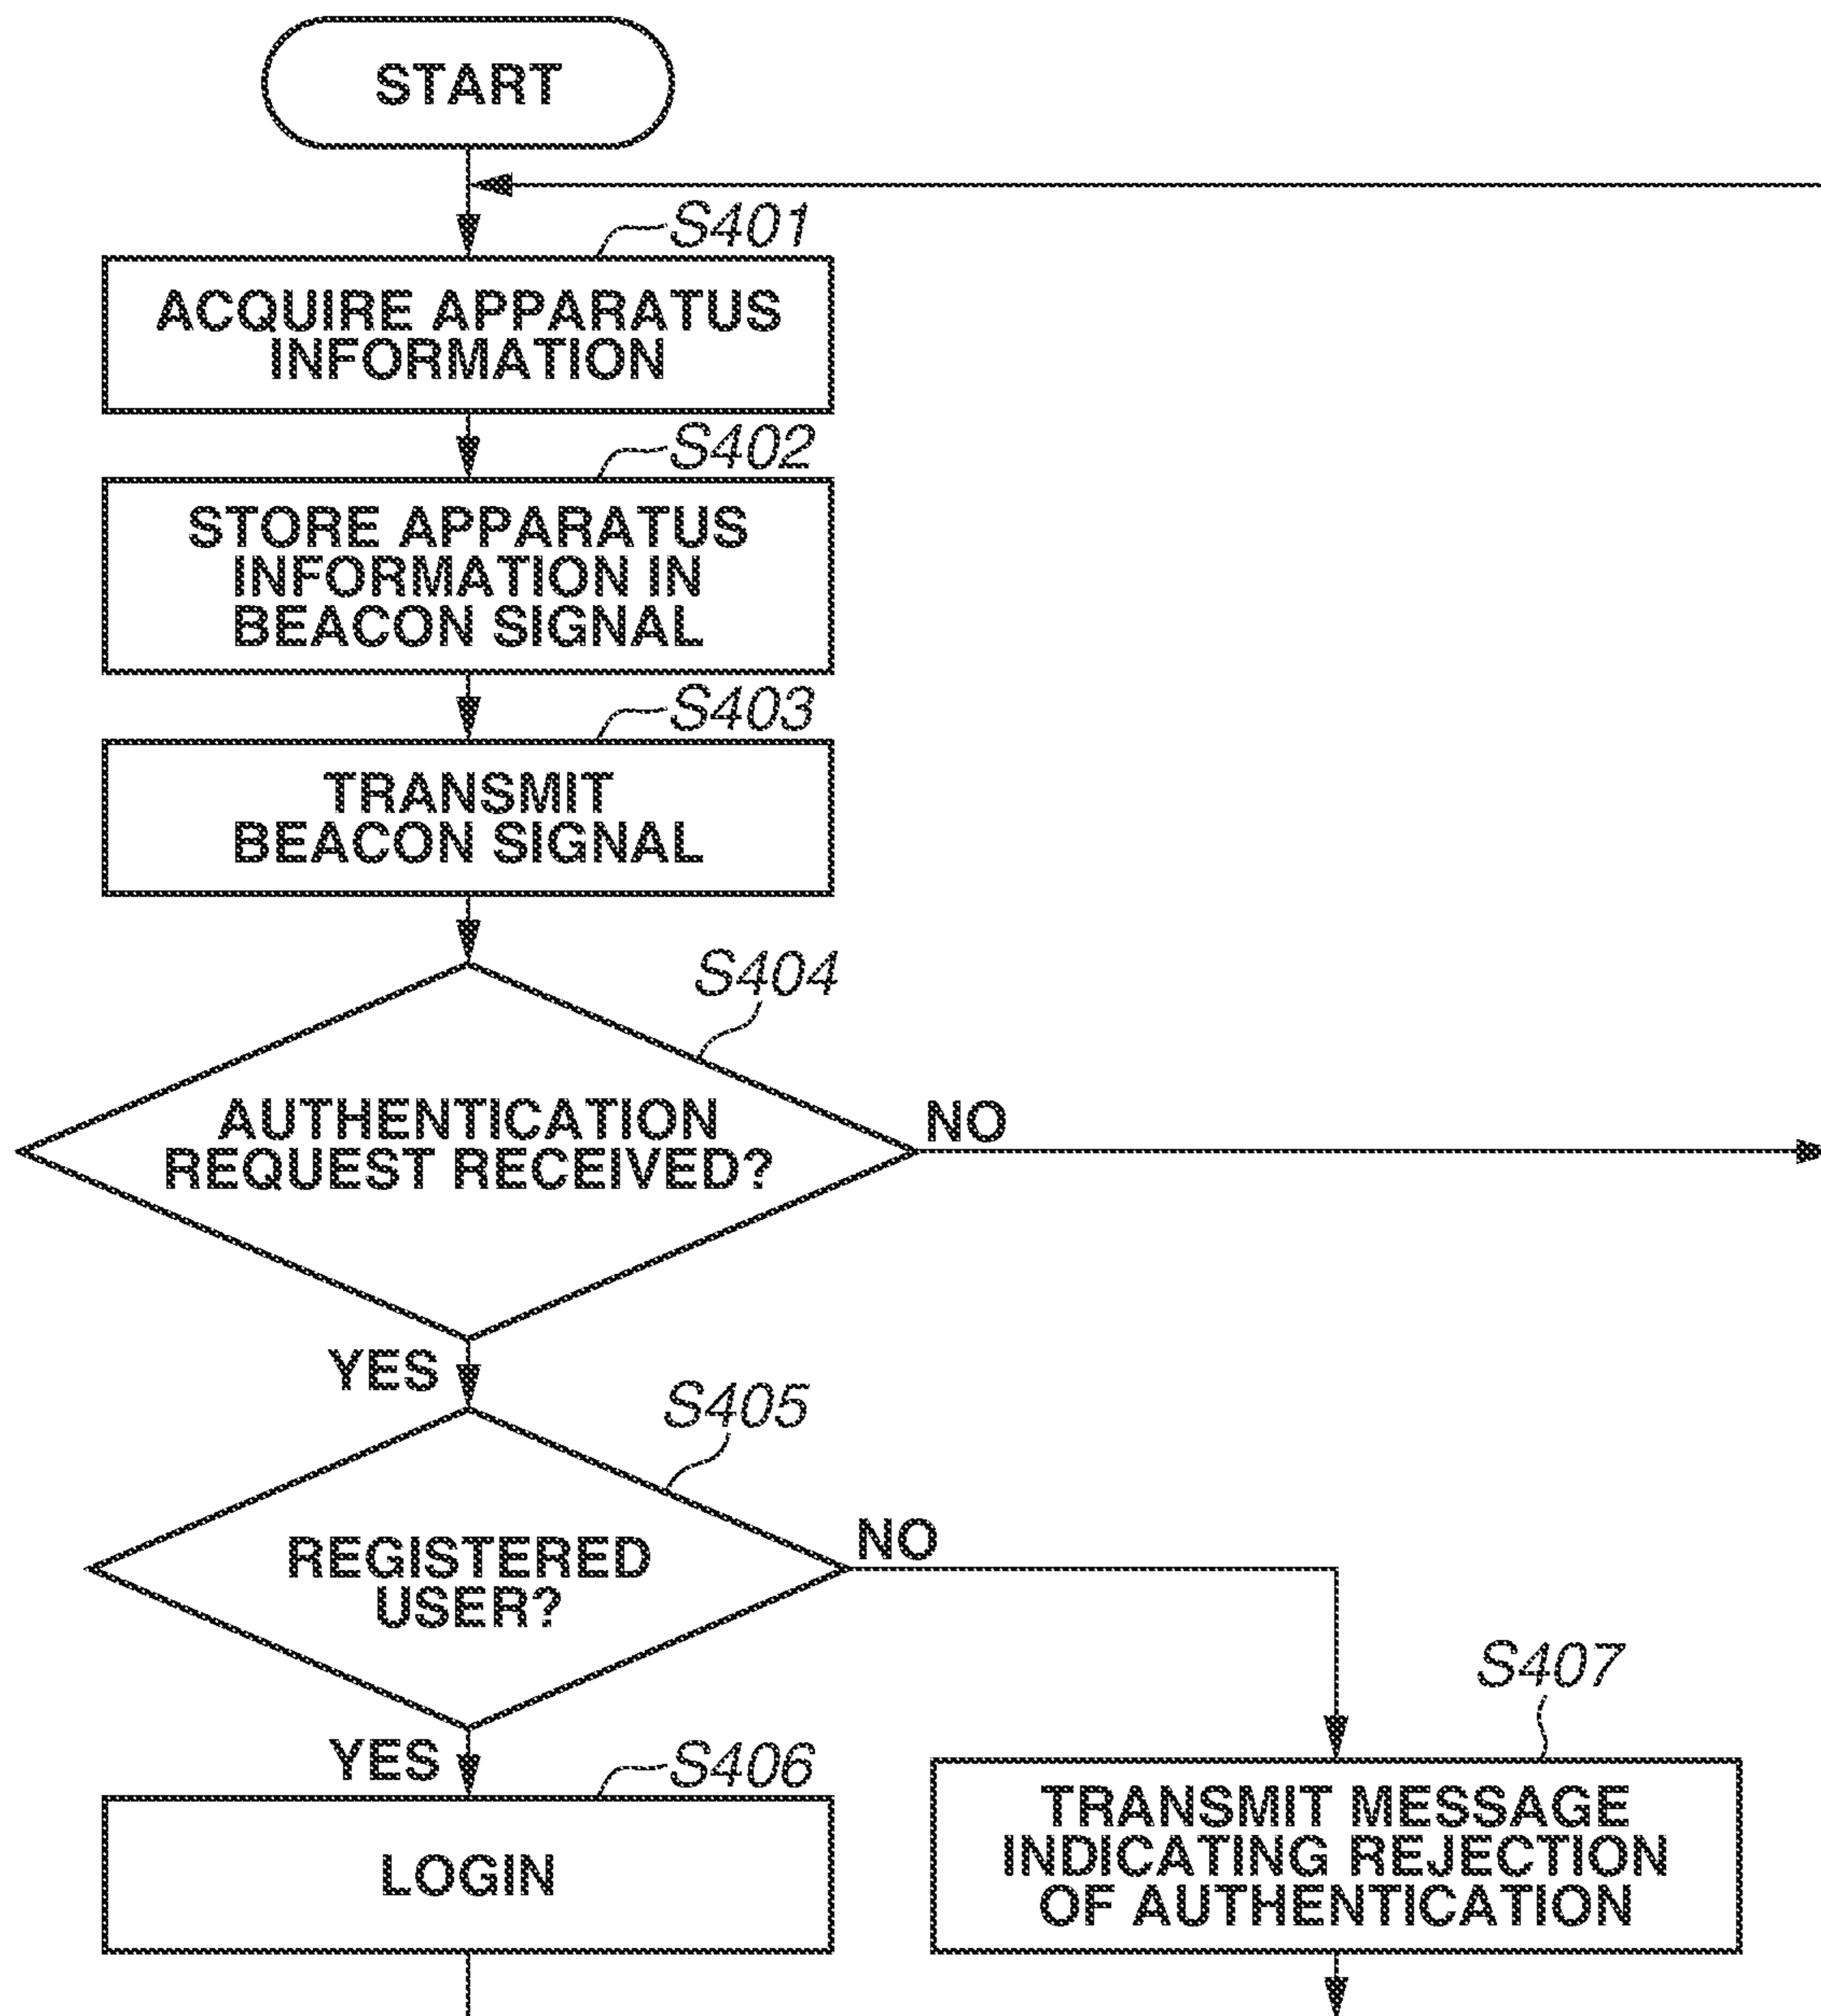 START
S401
ACQUIRE APPARATUS
INFORMATION
S402
STORE APPARATUS
INFORMATION IN
BEACON SIGNAL
S403
TRANSMIT
BEACON SIGNAL
S404
AUTHENTICATION
REQUEST RECEIVED?
NO
YES
S405
REGISTERED
USER?
NO
YES
S406
LOGIN
S407
TRANSMIT MESSAGE
INDICATING REJECTION
OF AUTHENTICATION